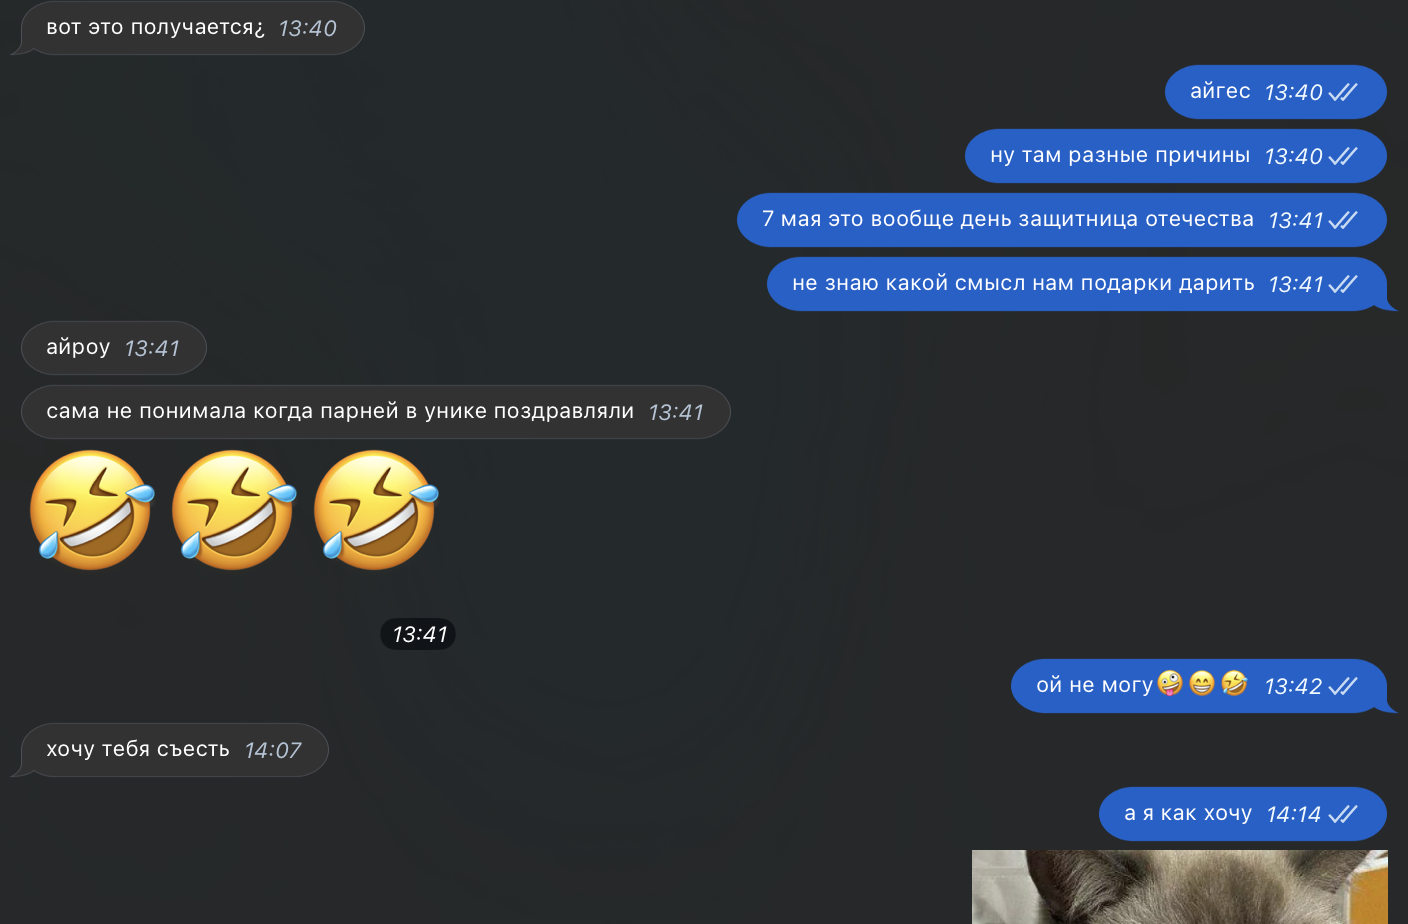 вот это получается¿ 13:40
айгес 13:40
ну там разные причины 13:40
7 мая это вообще день защитница отечества 13:41
не знаю какой смысл нам подарки дарить 13:41
айроу 13:41
сама не понимала когда парней в унике поздравляли 13:41
🤣🤣🤣
13:41
ой не могу🤪😁🤣 13:42
хочу тебя съесть 14:07
а я как хочу 14:14